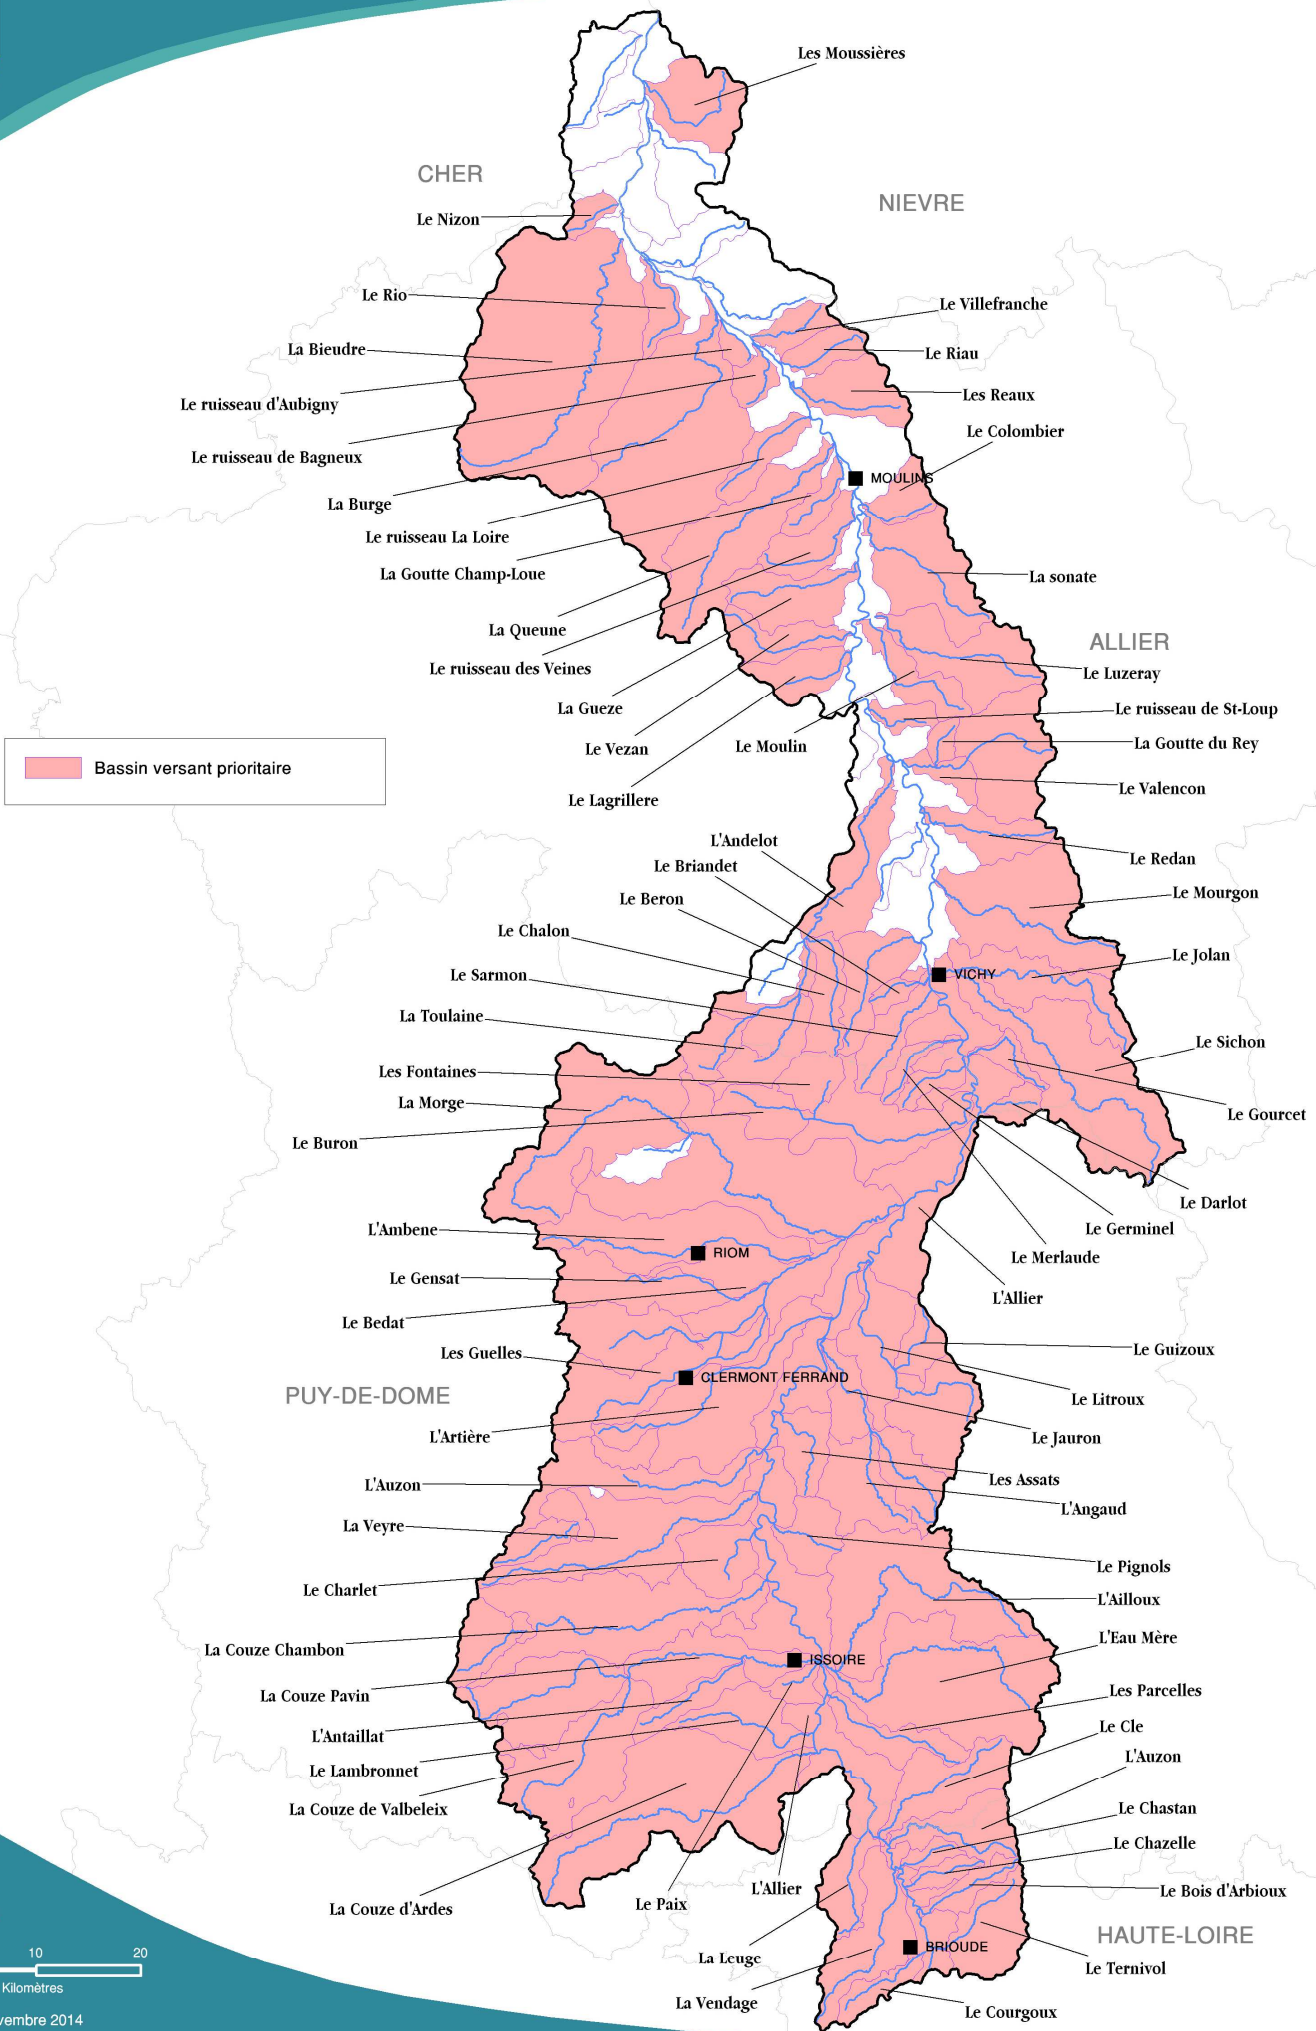 Les Moussières
CHER
NIEVRE
Le Nizon
Le Rio
Le Villefranche
La Bieudre
Le Riau
Le ruisseau d'Aubigny
Les Reaux
Le Colombier
Le ruisseau de Bagneux
MOULINS
La Burge
Le ruisseau La Loire
La Goutte Champ-Loue
La sonate
La Queune
ALLIER
Le ruisseau des Veines
Le Luzeray
La Gueze
Le ruisseau de St-Loup
Le Vezan
Le Moulin
La Goutte du Rey
Bassin versant prioritaire
Le Valencon
Le Lagrillere
L'Andelot
Le Briandet
Le Redan
Le Beron
Le Mourgon
Le Chalon
Le Jolan
Le Sarmon
VICHY
La Toulaine
Le Sichon
Les Fontaines
La Morge
Le Gourcet
Le Buron
Le Darlot
L'Ambene
Le Germinel
RIOM
Le Merlaude
Le Gensat
L'Allier
Le Bedat
Le Guizoux
Les Guelles
CLERMONT FERRAND
PUY-DE-DOME
Le Litroux
L'Artière
Le Jauron
L'Auzon
Les Assats
L'Angaud
La Veyre
Le Pignols
Le Charlet
L'Ailloux
La Couze Chambon
L'Eau Mère
ISSOIRE
La Couze Pavin
Les Parcelles
L'Antaillat
Le Cle
Le Lambronnet
L'Auzon
La Couze de Valbeleix
Le Chastan
Le Chazelle
L'Allier
Le Bois d'Arbioux
La Couze d'Ardes
Le Paix
HAUTE-LOIRE
BRIOUDE
La Leuge
Le Ternivol
La Vendage
Le Courgoux
10 20
Kilomètres
vembre 2014